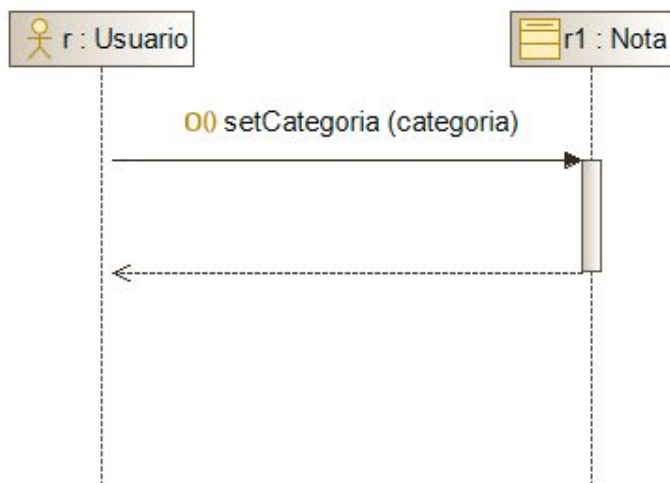 r : Usuario
r1 : Nota
O() setCategoria (categoria)